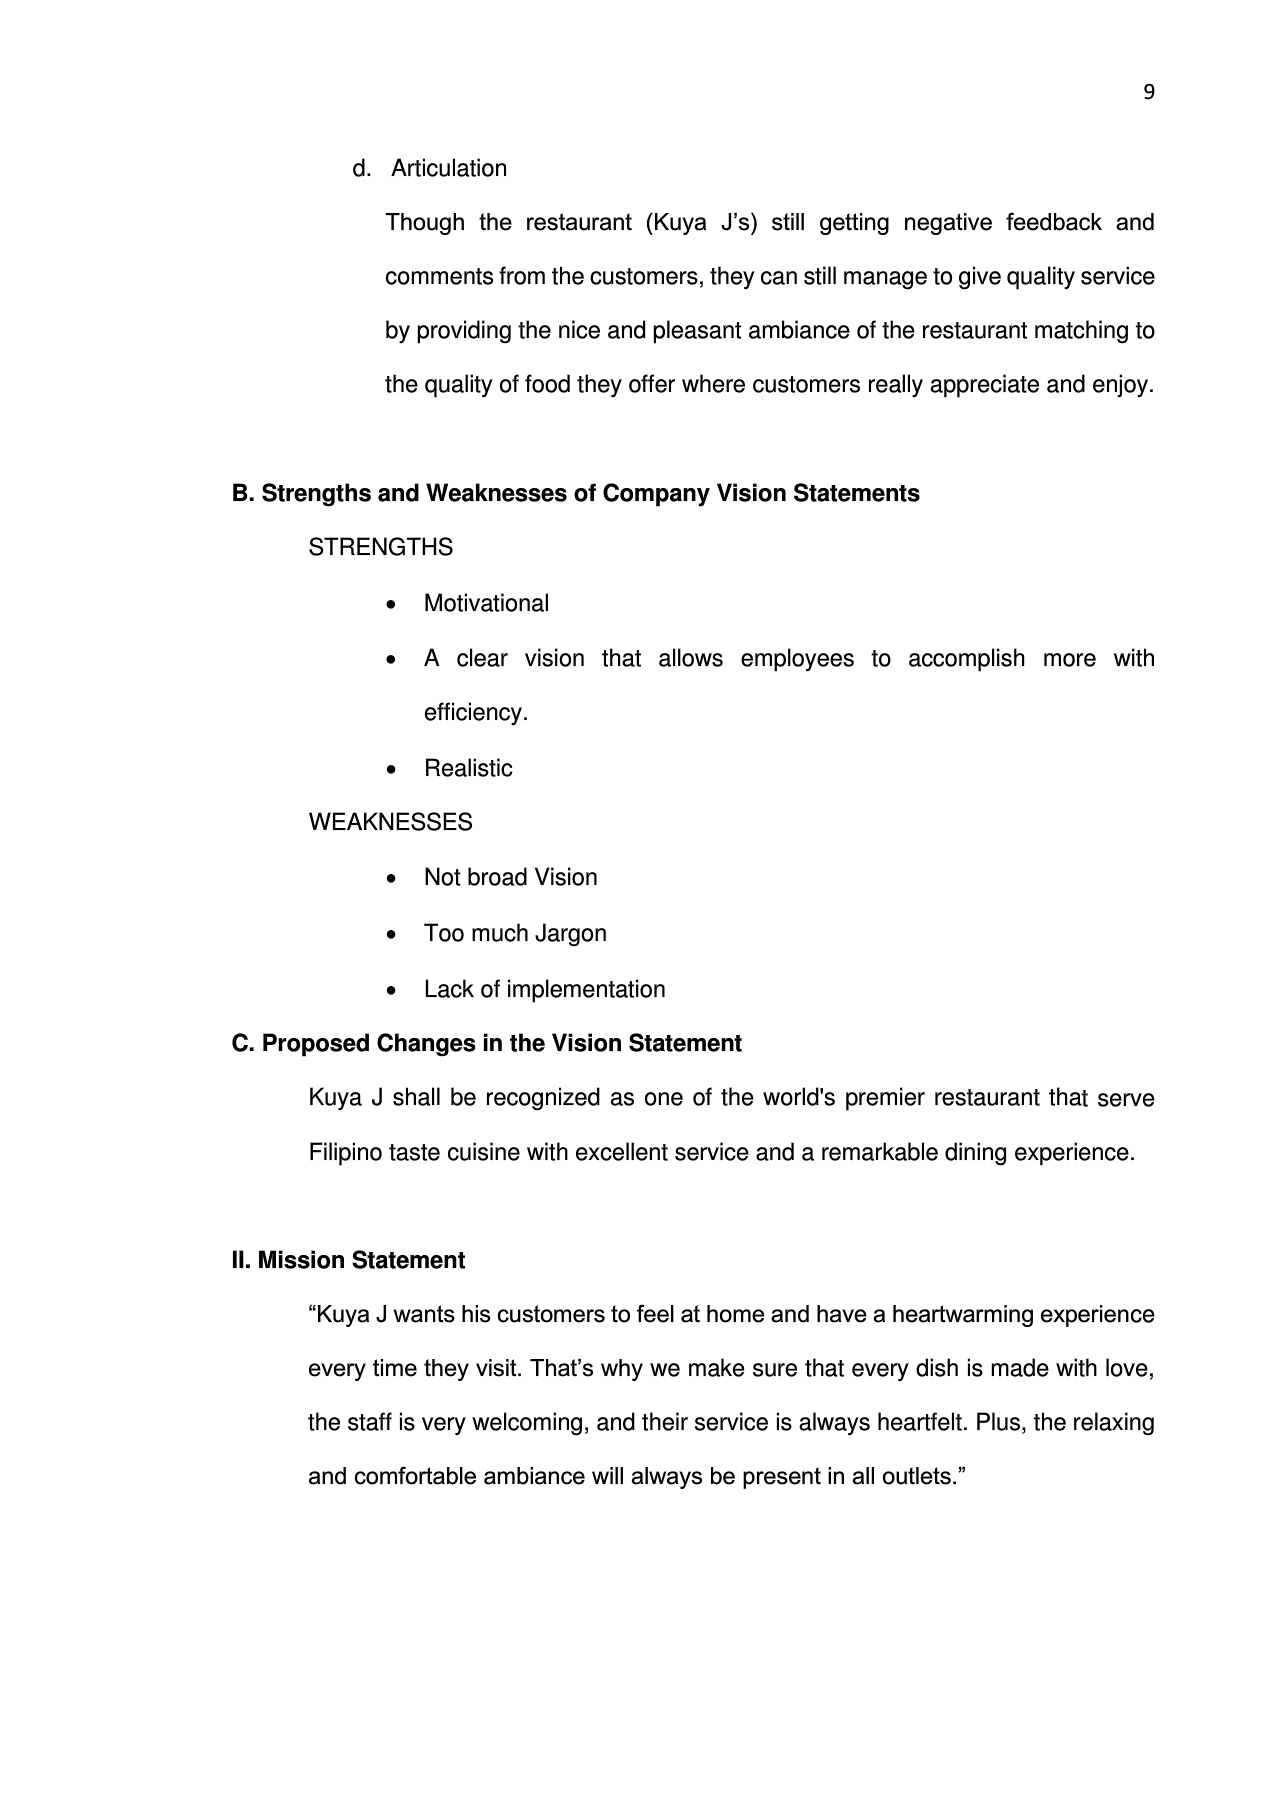 9
d. Articulation
Though the restaurant (Kuya J’s) still getting negative feedback and
comments from the customers, they can still manage to give quality service
by providing the nice and pleasant ambiance of the restaurant matching to
the quality of food they offer where customers really appreciate and enjoy.
B. Strengths and Weaknesses of Company Vision Statements
STRENGTHS
• Motivational
• A clear vision that allows employees to accomplish more with
efficiency.
• Realistic
WEAKNESSES
• Not broad Vision
• Too much Jargon
• Lack of implementation
C. Proposed Changes in the Vision Statement
Kuya J shall be recognized as one of the world's premier restaurant that serve
Filipino taste cuisine with excellent service and a remarkable dining experience.
II. Mission Statement
“Kuya J wants his customers to feel at home and have a heartwarming experience
every time they visit. That’s why we make sure that every dish is made with love,
the staff is very welcoming, and their service is always heartfelt. Plus, the relaxing
and comfortable ambiance will always be present in all outlets.”